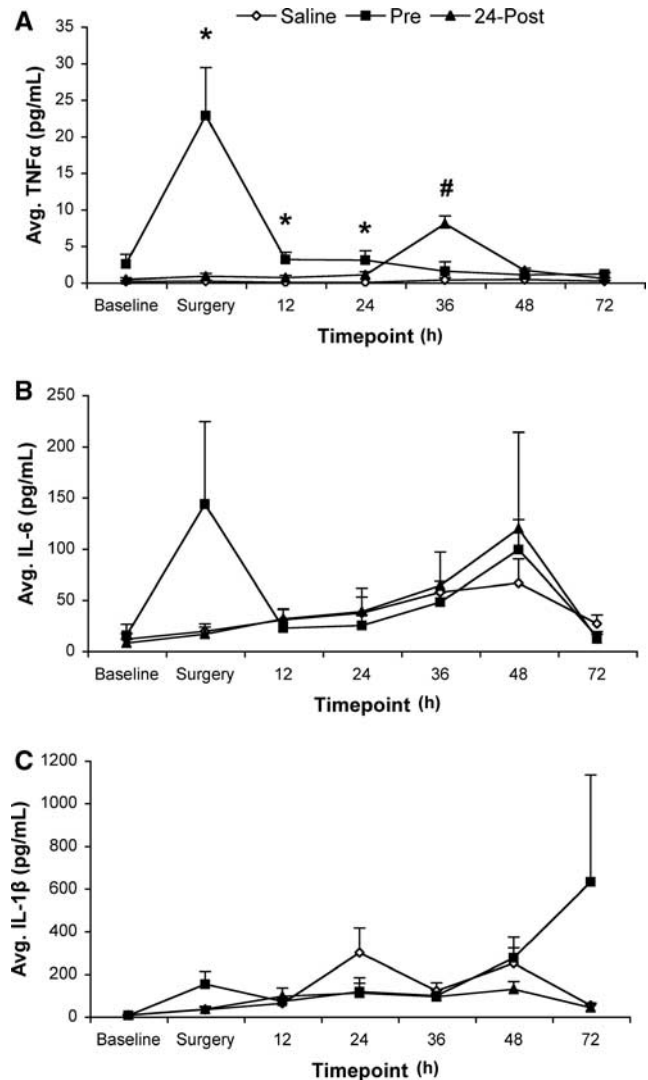 A
Saline Pre 24-Post
Avg. TNFα (pg/mL)
35
30
25
20
15
10
5
0
*
*
*
#
Baseline Surgery 12 24 36 48 72
Timepoint (h)
B
Avg. IL-6 (pg/mL)
250
200
150
100
50
0
Baseline Surgery 12 24 36 48 72
Timepoint (h)
C
Avg. IL-1β (pg/mL)
1200
1000
800
600
400
200
0
Baseline Surgery 12 24 36 48 72
Timepoint (h)